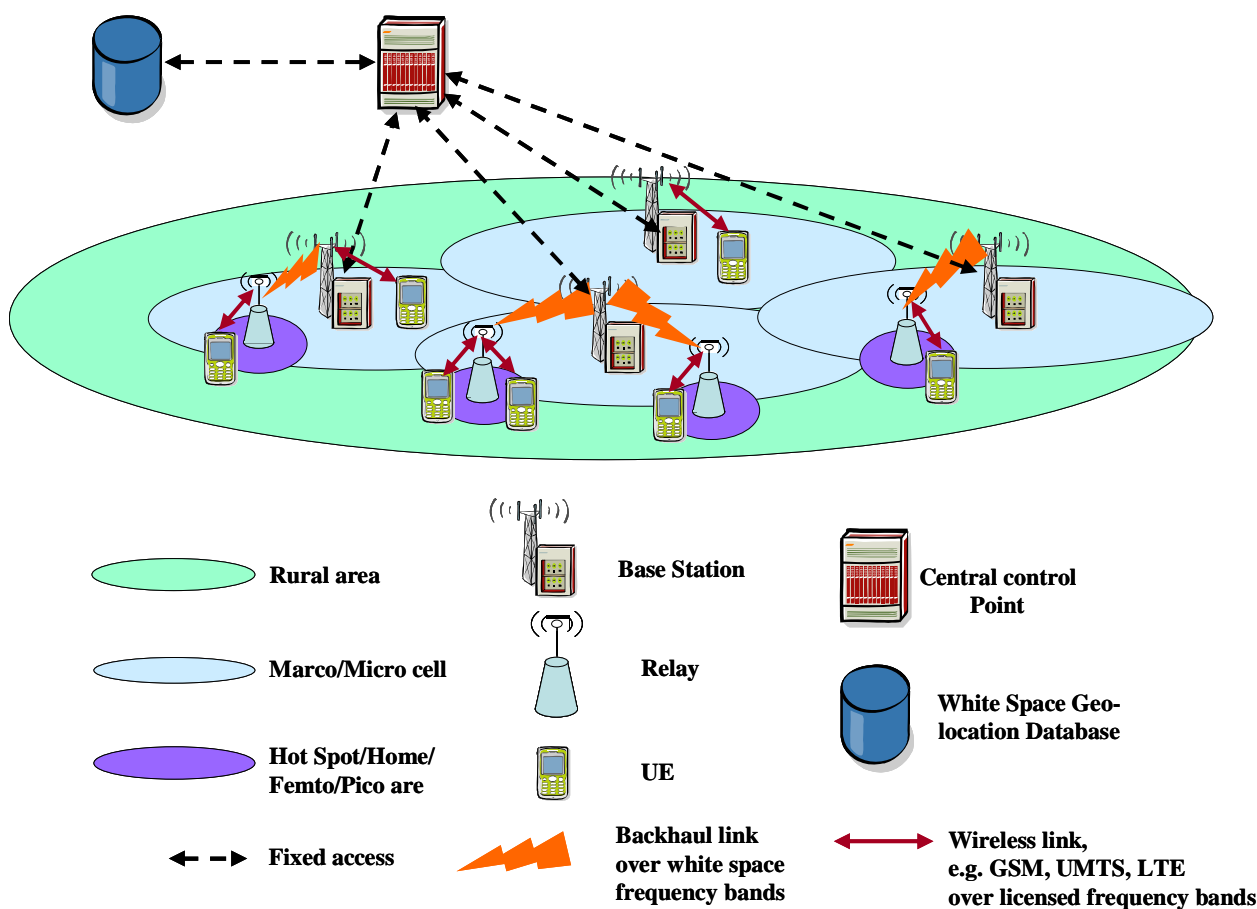 Rural area
Base Station
Central control
Point
Marco/Micro cell
Relay
White Space Geo-
location Database
Hot Spot/Home/
Femto/Pico are
UE
Fixed access
Backhaul link
over white space
frequency bands
Wireless link,
e.g. GSM, UMTS, LTE
over licensed frequency bands